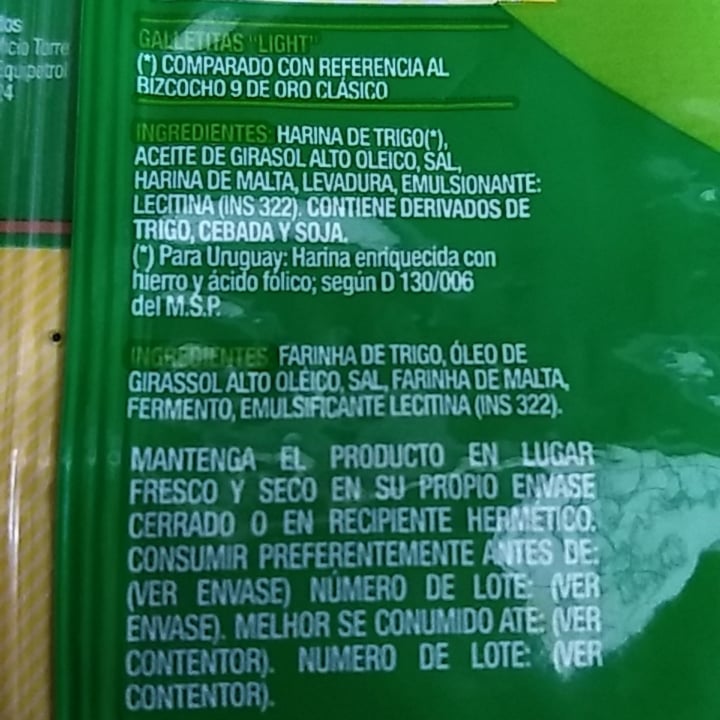 GALLETITAS "LIGHT"
(*) COMPARADO CON REFERENCIA AL
BIZCOCHO 9 DE ORO CLÁSICO
INGREDIENTES: HARINA DE TRIGO(*),
ACEITE DE GIRASOL ALTO OLEICO, SAL,
HARINA DE MALTA, LEVADURA, EMULSIONANTE:
LECITINA (INS 322). CONTIENE DERIVADOS DE
TRIGO, CEBADA Y SOJA.
(*) Para Uruguay: Harina enriquecida con
hierro y ácido fólico; según D 130/006
del M.S.P.
INGREDIENTES FARINHA DE TRIGO, ÓLEO DE
GIRASSOL ALTO OLÉICO, SAL, FARINHA DE MALTA,
FERMENTO, EMULSIFICANTE LECITINA (INS 322).
MANTENGA EL PRODUCTO EN LUGAR
FRESCO Y SECO EN SU PROPIO ENVASE
CERRADO O EN RECIPIENTE HERMÉTICO.
CONSUMIR PREFERENTEMENTE ANTES DE:
(VER ENVASE) NÚMERO DE LOTE: (VER
ENVASE). MELHOR SE CONUMIDO ATE: (VER
CONTENTOR). NUMERO DE LOTE: (VER
CONTENTOR).